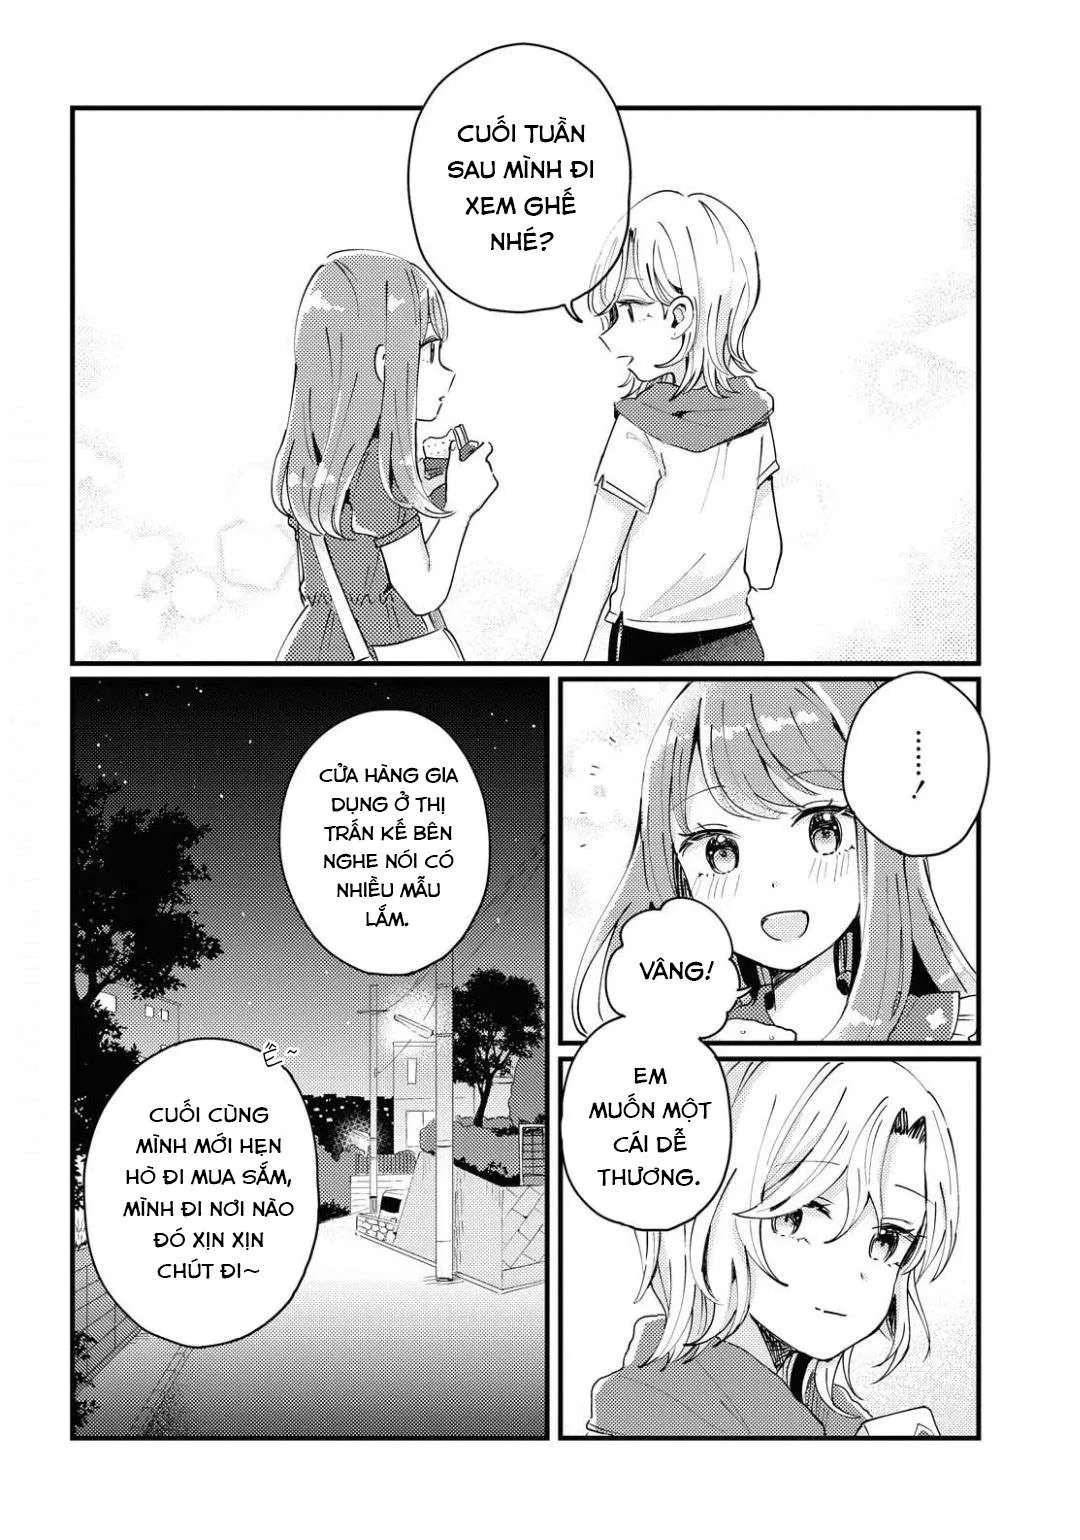 CUỐI TUẦN
SAU MÌNH ĐI
XEM GHẾ
NHÉ?
........!
VÂNG!
EM
MUỐN MỘT
CÁI DỄ
THƯƠNG.
CỬA HÀNG GIA
DỤNG Ở THỊ
TRẤN KẾ BÊN
NGHE NÓI CÓ
NHIỀU MẪU
LẮM.
Ê~
CUỐI CÙNG
MÌNH MỚI HẸN
HÒ ĐI MUA SẮM,
MÌNH ĐI NƠI NÀO
ĐÓ XỊN XỊN
CHÚT ĐI~